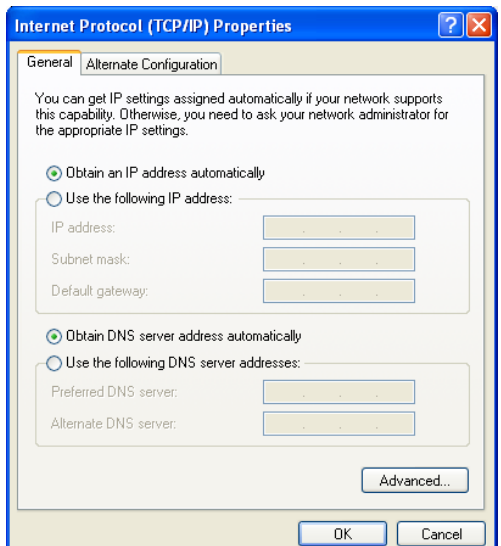 Internet Protocol (TCP/IP) Properties
General
Alternate Configuration
You can get IP settings assigned automatically if your network supports
this capability. Otherwise, you need to ask your network administrator for
the appropriate IP settings.
Obtain an IP address automatically
Use the following IP address:
IP address:
Subnet mask:
Default gateway:
Obtain DNS server address automatically
Use the following DNS server addresses:
Preferred DNS server:
Alternate DNS server:
Advanced...
OK
Cancel